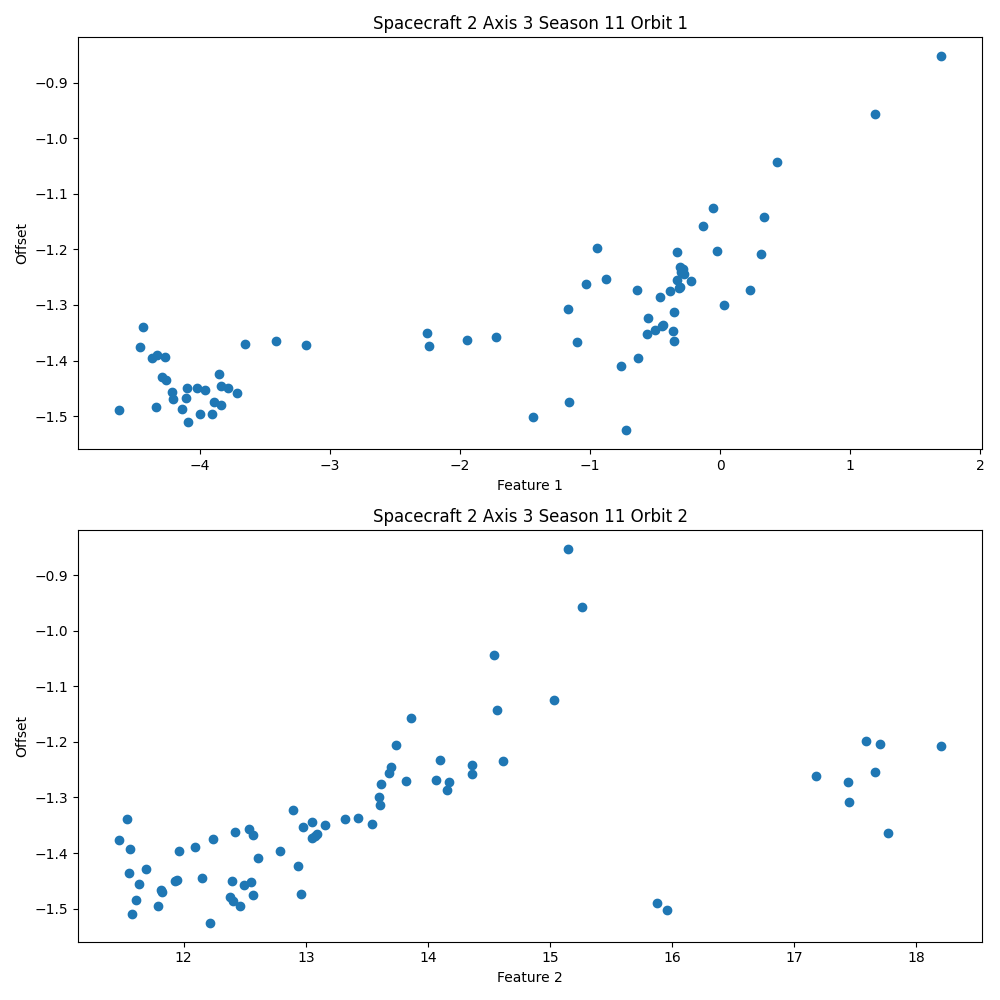 Spacecraft 2 Axis 3 Season 11 Orbit 1
−0.9
−1.0
−1.1
−1.2
−1.3
−1.4
−1.5
Offset
−4 −3 −2 −1 0 1 2
Feature 1
Spacecraft 2 Axis 3 Season 11 Orbit 2
−0.9
−1.0
−1.1
−1.2
−1.3
−1.4
−1.5
Offset
12 13 14 15 16 17 18
Feature 2